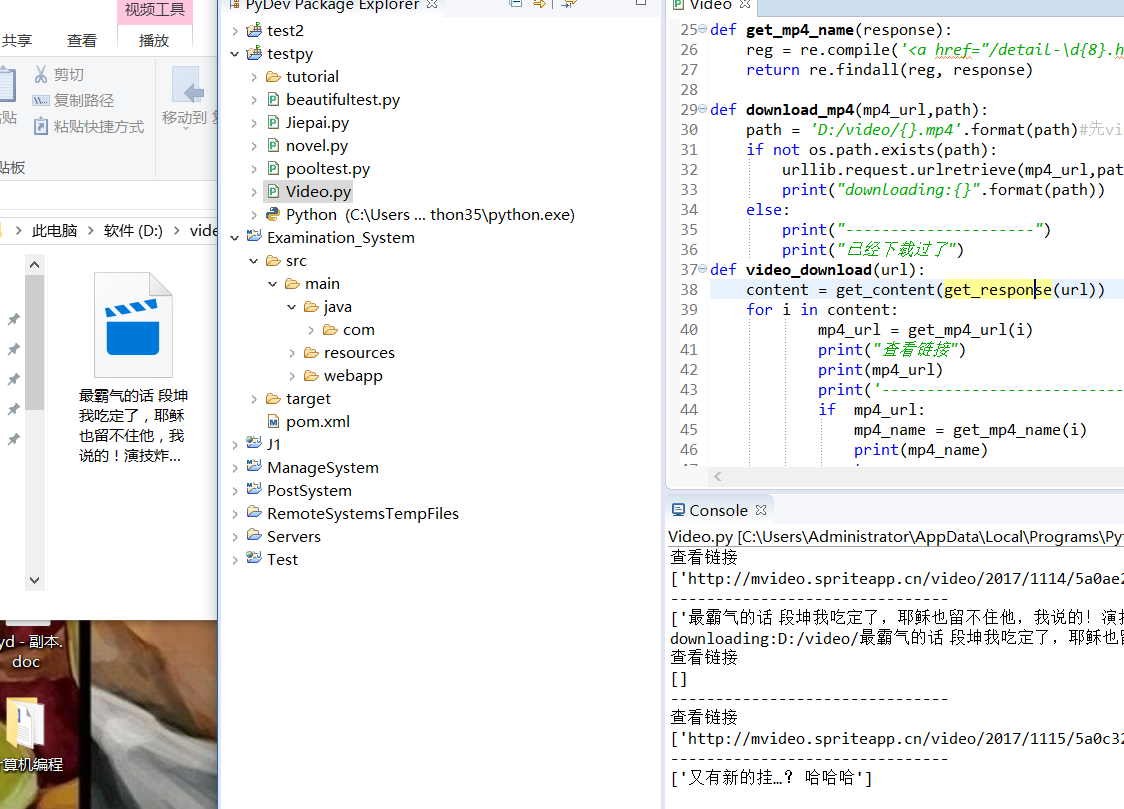 视频工具
共享
查看
播放
剪切
复制路径
粘贴快捷方式
移动到
贴板
此电脑 > 软件 (D:) > vide
最霸气的话 段坤
我吃定了，耶稣
也留不住他，我
说的！演技炸...
yd - 副本.
doc
计算机编程
PyDev Package Explorer
test2
testpy
tutorial
beautifultest.py
Jiepai.py
novel.py
pooltest.py
Video.py
Python (C:\Users ... thon35\python.exe)
Examination_System
src
main
java
com
resources
webapp
target
pom.xml
J1
ManageSystem
PostSystem
RemoteSystemsTempFiles
Servers
Test
Video
25 def get_mp4_name(response):
26 reg = re.compile('<a href="/detail-\d{8}.h
27 return re.findall(reg, response)
28
29 def download_mp4(mp4_url,path):
30 path = 'D:/video/{}.mp4'.format(path)#先vi
31 if not os.path.exists(path):
32 urllib.request.urlretrieve(mp4_url,pat
33 print("downloading:{}".format(path))
34 else:
35 print("---------------------")
36 print("已经下载过了")
37 def video_download(url):
38 content = get_content(get_response(url))
39 for i in content:
40 mp4_url = get_mp4_url(i)
41 print("查看链接")
42 print(mp4_url)
43 print('---------------------------
44 if mp4_url:
45 mp4_name = get_mp4_name(i)
46 print(mp4_name)
Console
Video.py [C:\Users\Administrator\AppData\Local\Programs\Pyt
查看链接
['http://mvideo.spriteapp.cn/video/2017/1114/5a0ae2
-------------------------------
['最霸气的话 段坤我吃定了，耶稣也留不住他，我说的！演技
downloading:D:/video/最霸气的话 段坤我吃定了，耶稣也留
查看链接
[]
-------------------------------
查看链接
['http://mvideo.spriteapp.cn/video/2017/1115/5a0c32
-------------------------------
['又有新的挂…？ 哈哈哈']